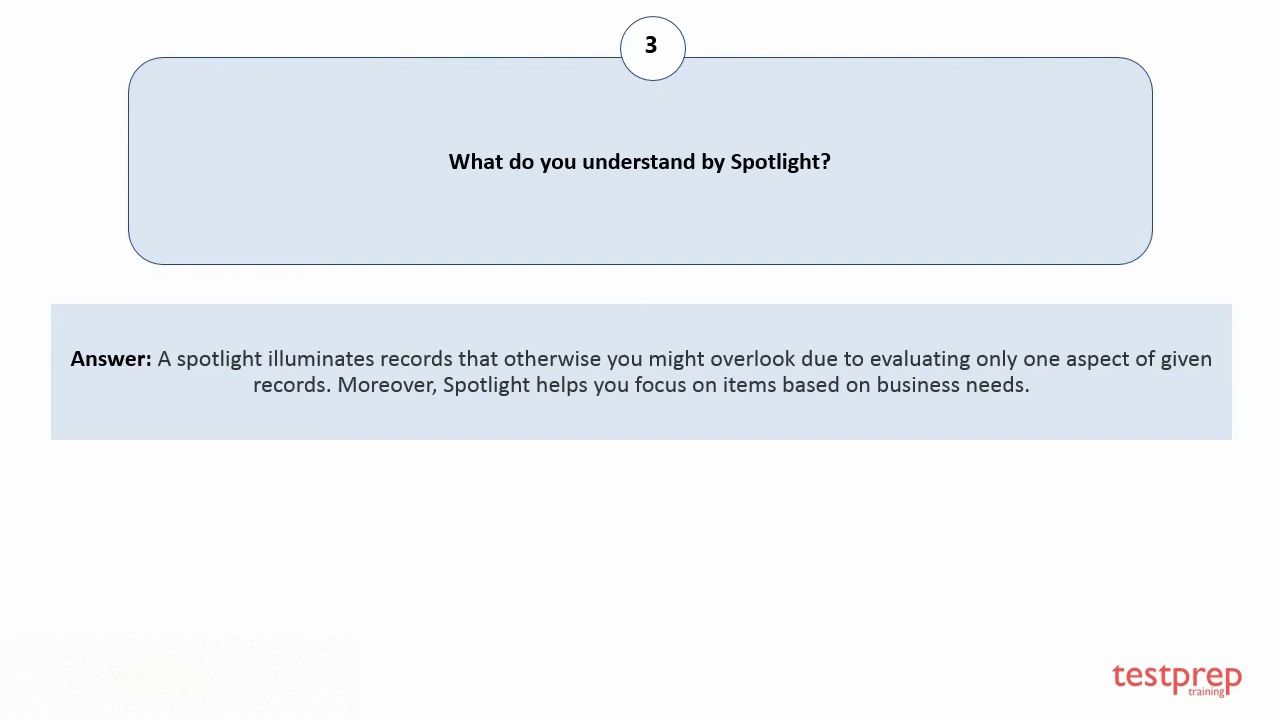 3
What do you understand by Spotlight?
Answer: A spotlight illuminates records that otherwise you might overlook due to evaluating only one aspect of given
records. Moreover, Spotlight helps you focus on items based on business needs.
testprep
training